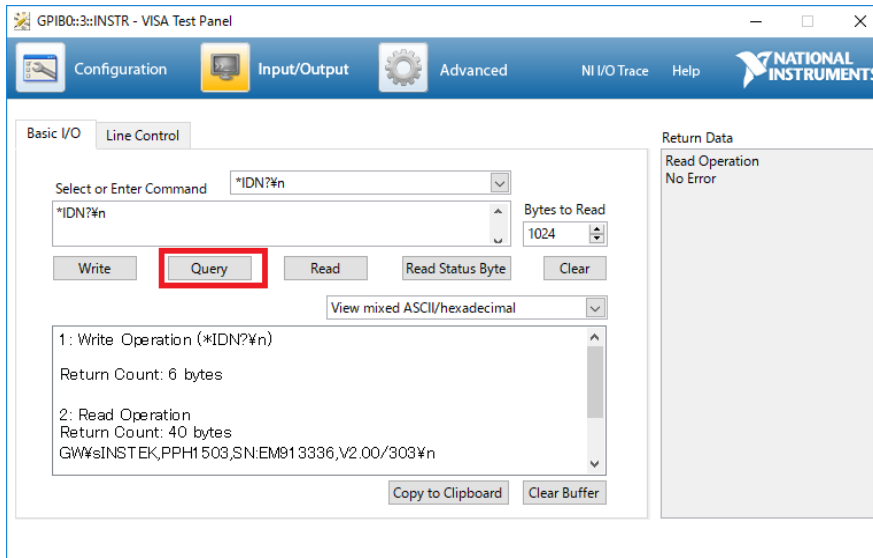 GPIB0::3::INSTR - VISA Test Panel
Configuration
Input/Output
Advanced
NI I/O Trace
Help
NATIONAL
INSTRUMENTS
Basic I/O
Line Control
Return Data
Read Operation
No Error
Select or Enter Command
*IDN?¥n
*IDN?¥n
Bytes to Read
1024
Write
Query
Read
Read Status Byte
Clear
View mixed ASCII/hexadecimal
1: Write Operation (*IDN?¥n)
Return Count: 6 bytes
2: Read Operation
Return Count: 40 bytes
GW¥sINSTEK,PPH1503,SN:EM913336,V2.00/303¥n
Copy to Clipboard
Clear Buffer